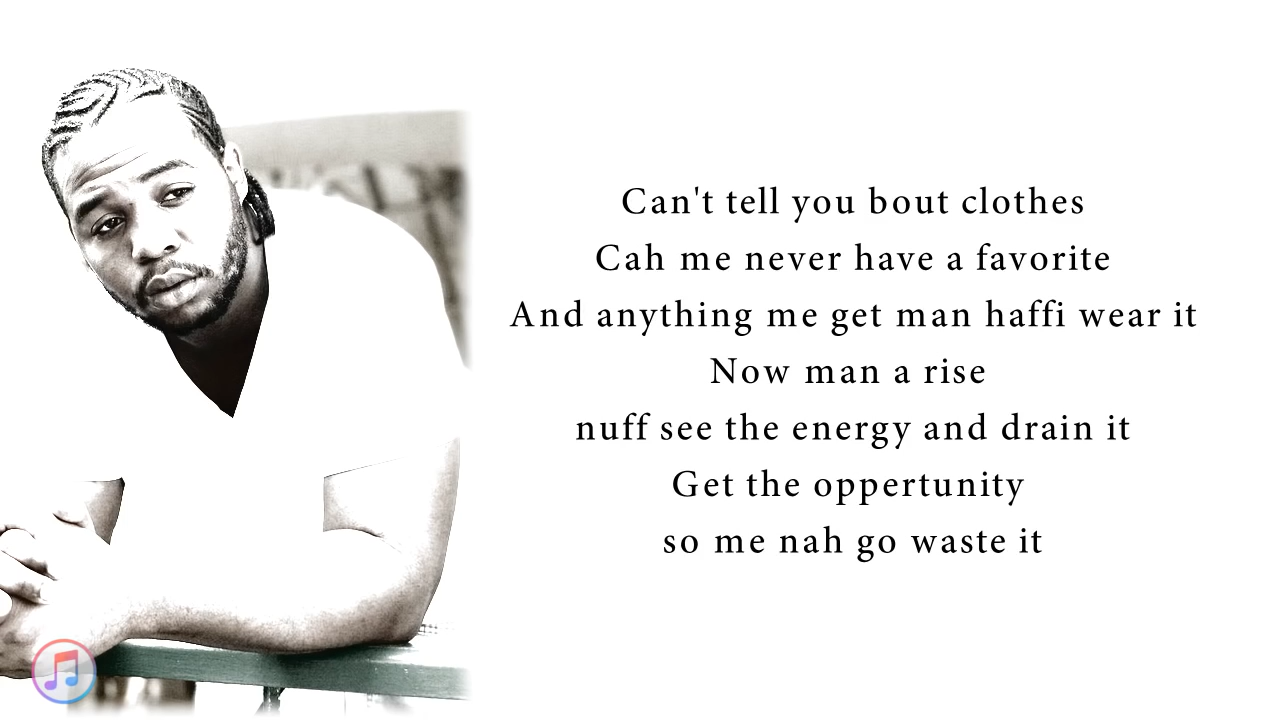 Can't tell you bout clothes
Cah me never have a favorite
And anything me get man haffi wear it
Now man a rise
nuff see the energy and drain it
Get the oppertunity
so me nah go waste it